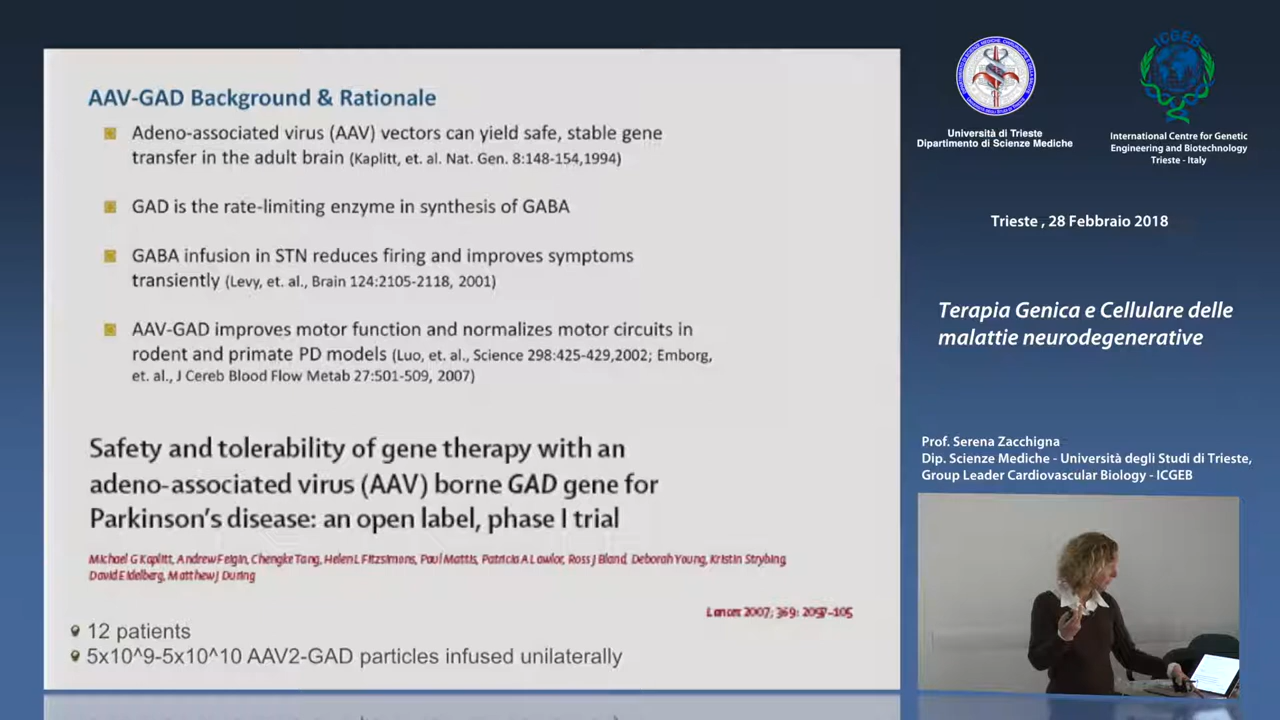 AAV-GAD Background & Rationale
Adeno-associated virus (AAV) vectors can yield safe, stable gene
transfer in the adult brain (Kaplitt, et. al. Nat. Gen. 8:148-154,1994)
GAD is the rate-limiting enzyme in synthesis of GABA
GABA infusion in STN reduces firing and improves symptoms
transiently (Levy, et. al., Brain 124:2105-2118, 2001)
AAV-GAD improves motor function and normalizes motor circuits in
rodent and primate PD models (Luo, et. al., Science 298:425-429,2002; Emborg,
et. al., J Cereb Blood Flow Metab 27:501-509, 2007)
Safety and tolerability of gene therapy with an
adeno-associated virus (AAV) borne GAD gene for
Parkinson's disease: an open label, phase I trial
Michael G Kaplitt, Andrew Feigin, Chengke Tang, Helen L Fitzsimons, Paul Mattis, Patricia A Lawlor, Ross J Bland, Deborah Young, Kristin Strybing,
David Eidelberg, Matthew J During
Lancet 2007; 369: 2097–105
12 patients
5x10^9-5x10^10 AAV2-GAD particles infused unilaterally
ICGEB
Università di Trieste
Dipartimento di Scienze Mediche
International Centre for Genetic
Engineering and Biotechnology
Trieste - Italy
Trieste , 28 Febbraio 2018
Terapia Genica e Cellulare delle
malattie neurodegenerative
Prof. Serena Zacchigna
Dip. Scienze Mediche - Università degli Studi di Trieste,
Group Leader Cardiovascular Biology - ICGEB